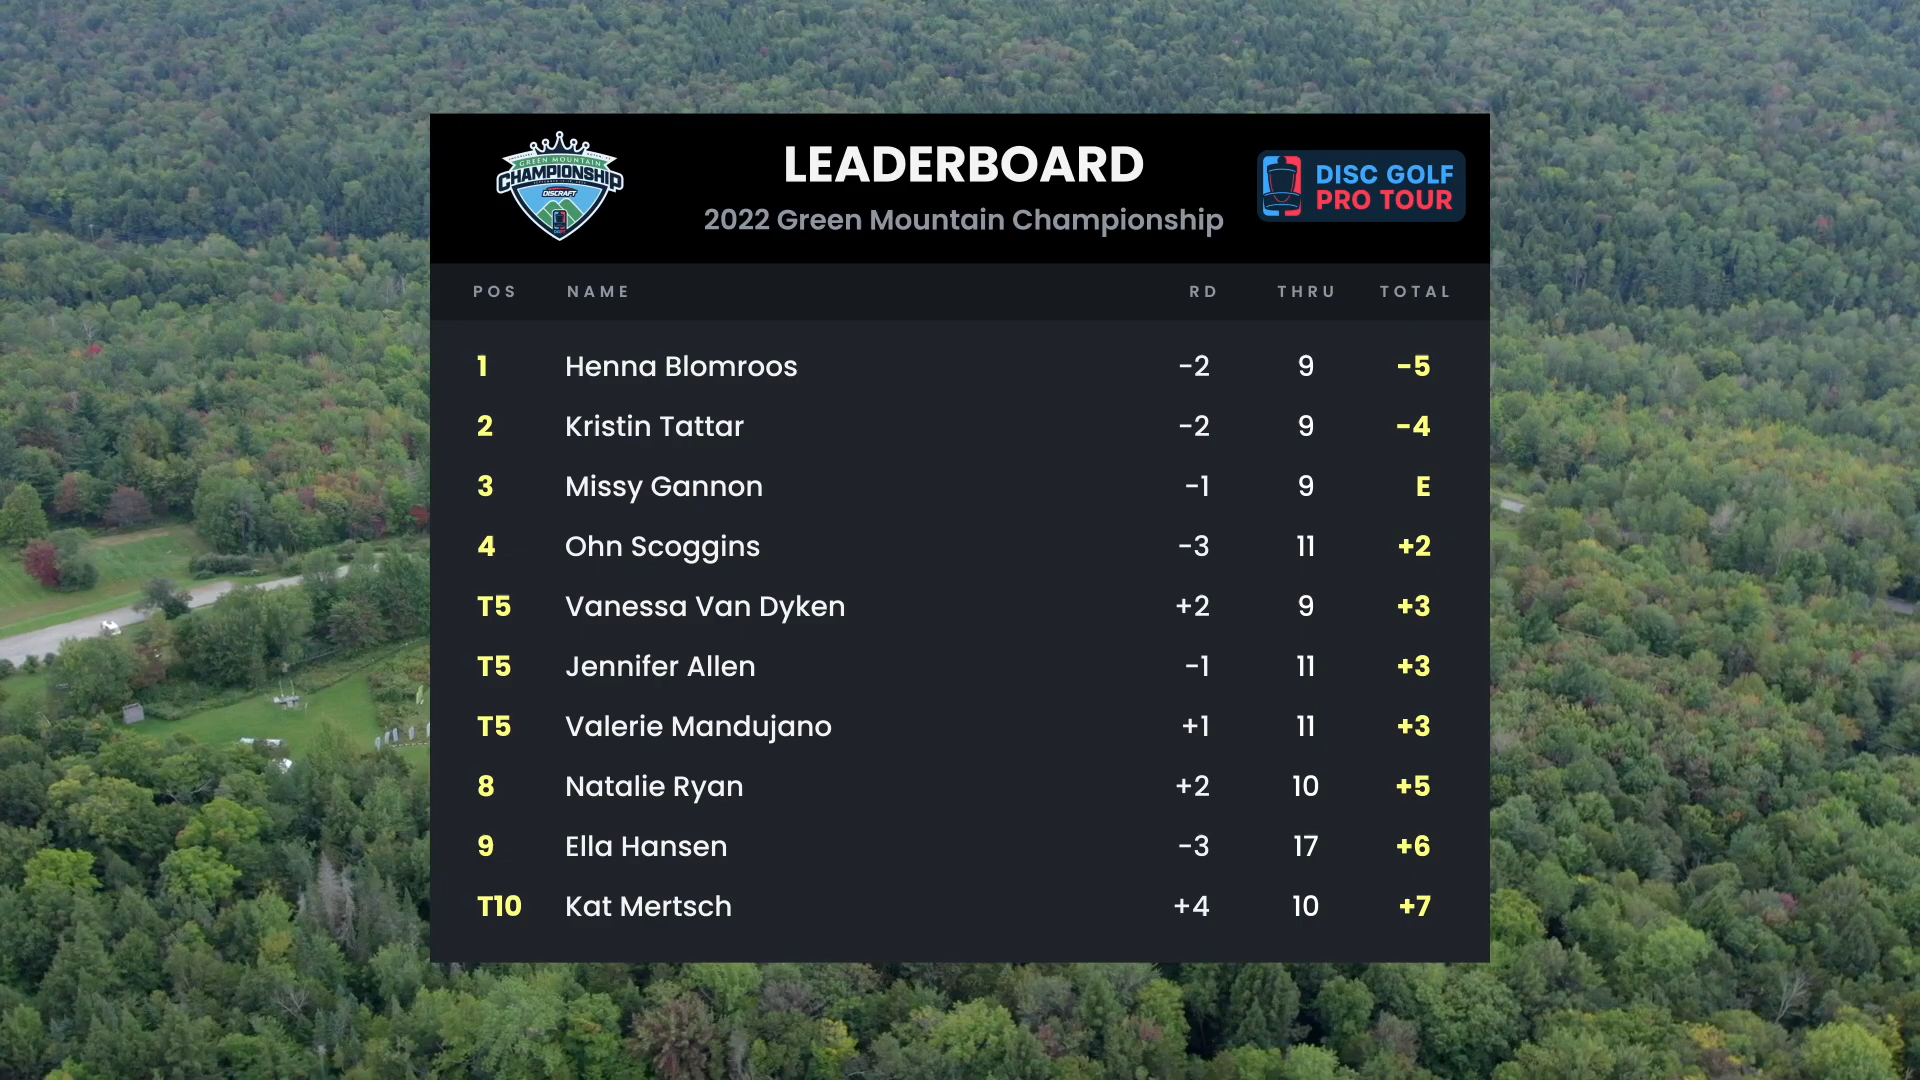 GREEN MOUNTAIN
CHAMPIONSHIP
DISCRAFT
LEADERBOARD
2022 Green Mountain Championship
DISC GOLF
PRO TOUR
POS NAME RD THRU TOTAL
1 Henna Blomroos -2 9 -5
2 Kristin Tattar -2 9 -4
3 Missy Gannon -1 9 E
4 Ohn Scoggins -3 11 +2
T5 Vanessa Van Dyken +2 9 +3
T5 Jennifer Allen -1 11 +3
T5 Valerie Mandujano +1 11 +3
8 Natalie Ryan +2 10 +5
9 Ella Hansen -3 17 +6
T10 Kat Mertsch +4 10 +7